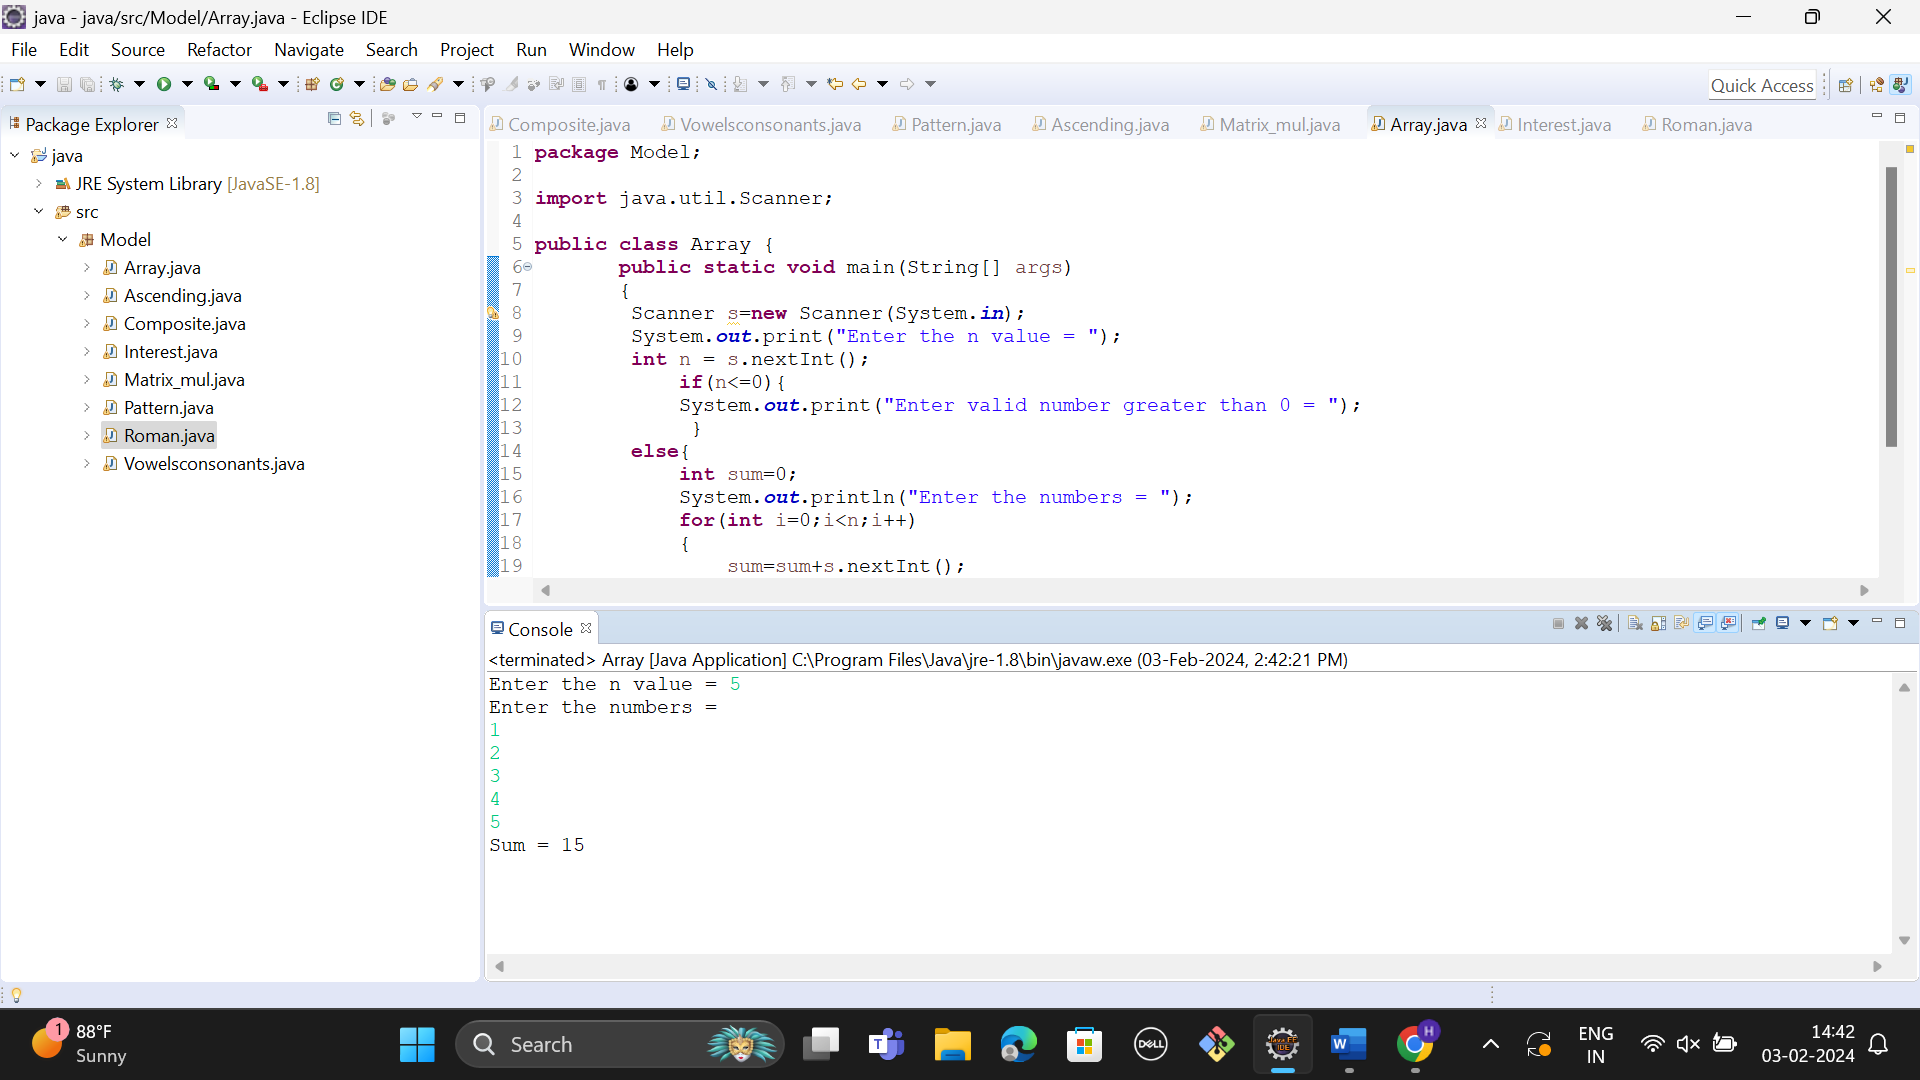 java - java/src/Model/Array.java - Eclipse IDE
File Edit Source Refactor Navigate Search Project Run Window Help
Quick Access
Package Explorer
java
JRE System Library [JavaSE-1.8]
src
Model
Array.java
Ascending.java
Composite.java
Interest.java
Matrix_mul.java
Pattern.java
Roman.java
Vowelsconsonants.java
Composite.java Vowelsconsonants.java Pattern.java Ascending.java Matrix_mul.java Array.java Interest.java Roman.java
1 package Model;
2
3 import java.util.Scanner;
4
5 public class Array {
6 public static void main(String[] args)
7 {
8 Scanner s=new Scanner(System.in);
9 System.out.print("Enter the n value = ");
10 int n = s.nextInt();
11 if(n<=0){
12 System.out.print("Enter valid number greater than 0 = ");
13 }
14 else{
15 int sum=0;
16 System.out.println("Enter the numbers = ");
17 for(int i=0;i<n;i++)
18 {
19 sum=sum+s.nextInt();
Console
<terminated> Array [Java Application] C:\Program Files\Java\jre-1.8\bin\javaw.exe (03-Feb-2024, 2:42:21 PM)
Enter the n value = 5
Enter the numbers =
1
2
3
4
5
Sum = 15
1
88°F
Sunny
Search
T
DELL
Java EE
IDE
W
H
ENG
IN
14:42
03-02-2024